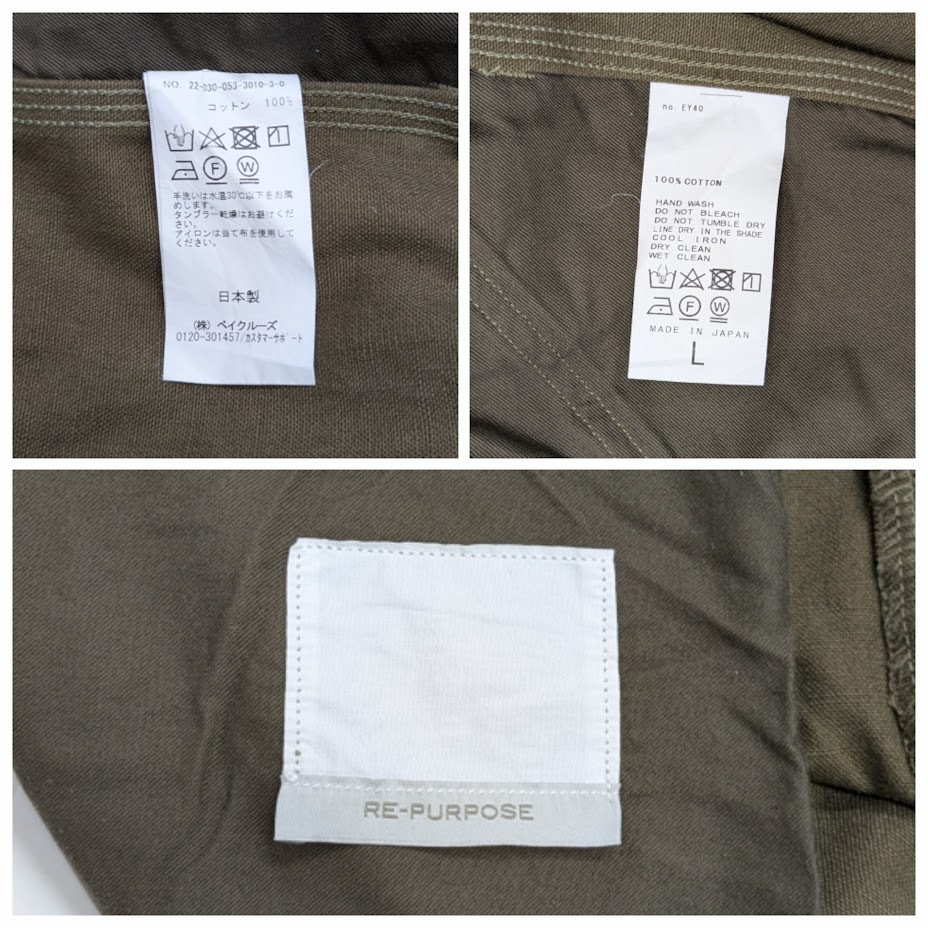 NO. 22-030-053-3010-3-0
コットン 100%
手洗いは水温30℃以下をお薦
めします。
タンブラー乾燥はお避けくだ
さい。
アイロンは当て布を使用して
ください。
日本製
(株) ベイクルーズ
0120-301457/カスタマーサポート
no. EY40
100% COTTON
HAND WASH
DO NOT BLEACH
DO NOT TUMBLE DRY
LINE DRY IN THE SHADE
COOL IRON
DRY CLEAN
WET CLEAN
MADE IN JAPAN
L
RE-PURPOSE